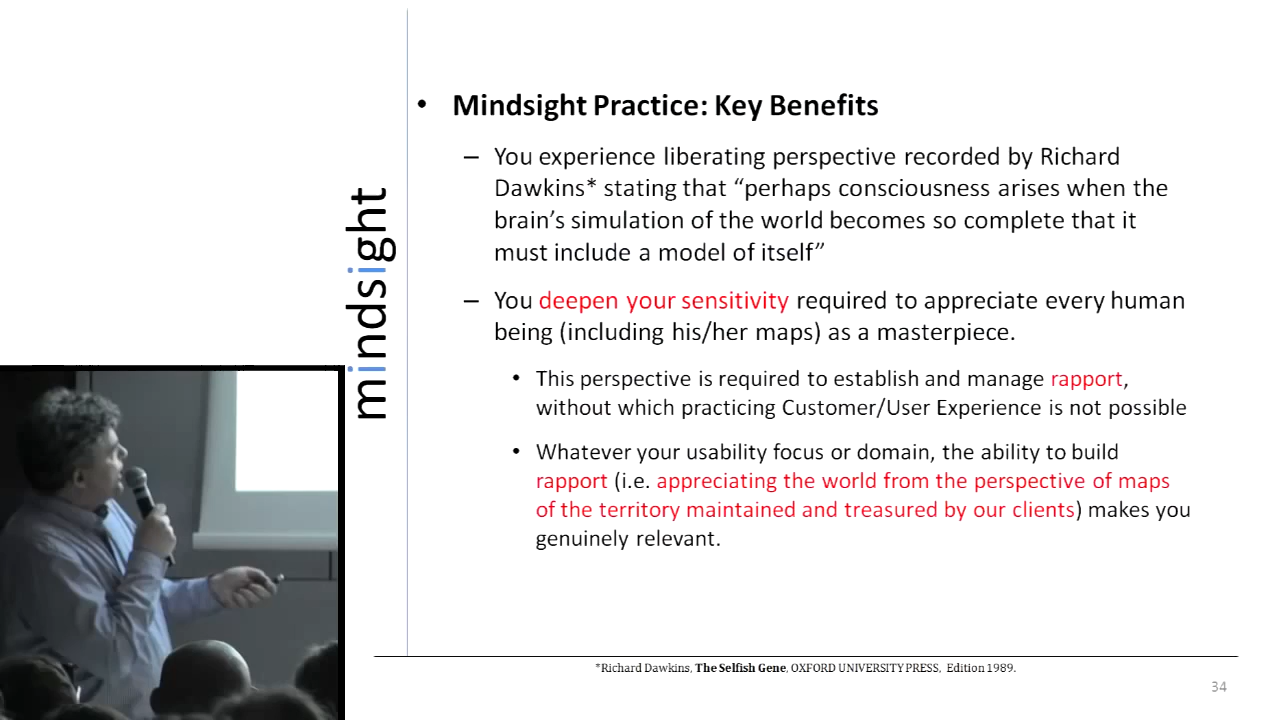 mindsight
• Mindsight Practice: Key Benefits
– You experience liberating perspective recorded by Richard
Dawkins* stating that “perhaps consciousness arises when the
brain’s simulation of the world becomes so complete that it
must include a model of itself”
– You deepen your sensitivity required to appreciate every human
being (including his/her maps) as a masterpiece.
• This perspective is required to establish and manage rapport,
without which practicing Customer/User Experience is not possible
• Whatever your usability focus or domain, the ability to build
rapport (i.e. appreciating the world from the perspective of maps
of the territory maintained and treasured by our clients) makes you
genuinely relevant.
*Richard Dawkins, The Selfish Gene, OXFORD UNIVERSITY PRESS, Edition 1989.
34